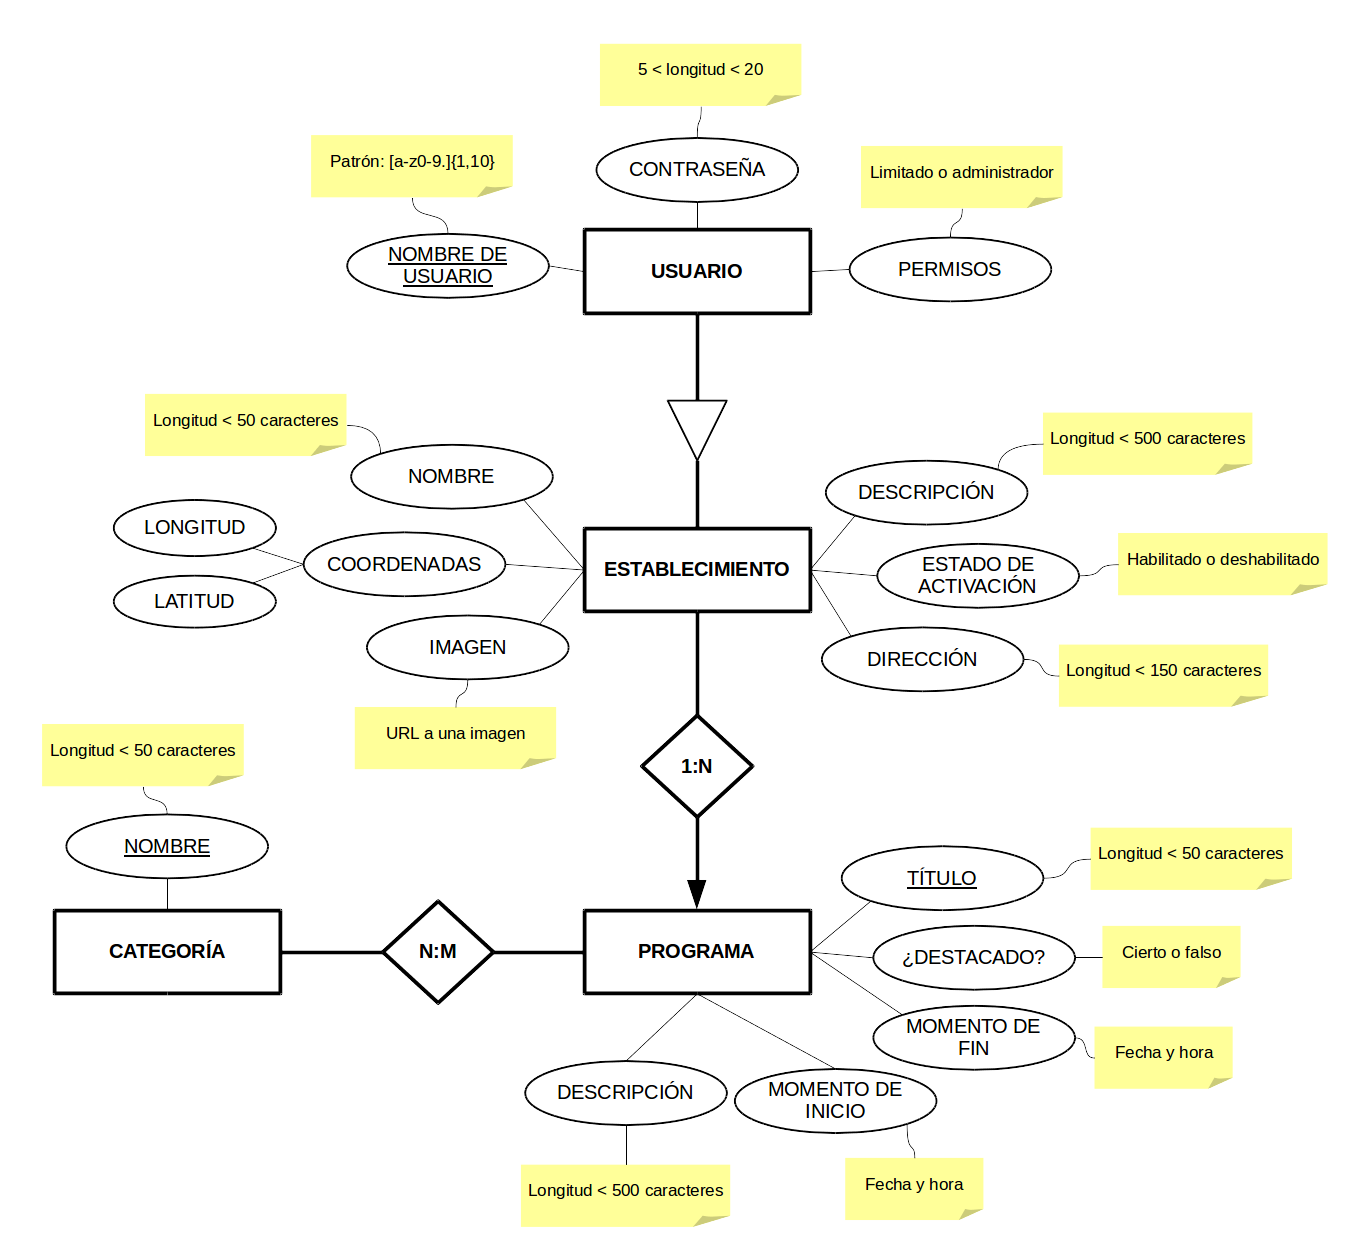 5 < longitud < 20
CONTRASEÑA
Patrón: [a-z0-9.]{1,10}
Limitado o administrador
NOMBRE DE
USUARIO
USUARIO
PERMISOS
Longitud < 50 caracteres
NOMBRE
Longitud < 500 caracteres
DESCRIPCIÓN
LONGITUD
COORDENADAS
LATITUD
ESTABLECIMIENTO
ESTADO DE
ACTIVACIÓN
Habilitado o deshabilitado
IMAGEN
DIRECCIÓN
Longitud < 150 caracteres
URL a una imagen
1:N
Longitud < 50 caracteres
NOMBRE
CATEGORÍA
N:M
PROGRAMA
TÍTULO
Longitud < 50 caracteres
¿DESTACADO?
Cierto o falso
MOMENTO DE
FIN
Fecha y hora
DESCRIPCIÓN
MOMENTO DE
INICIO
Longitud < 500 caracteres
Fecha y hora